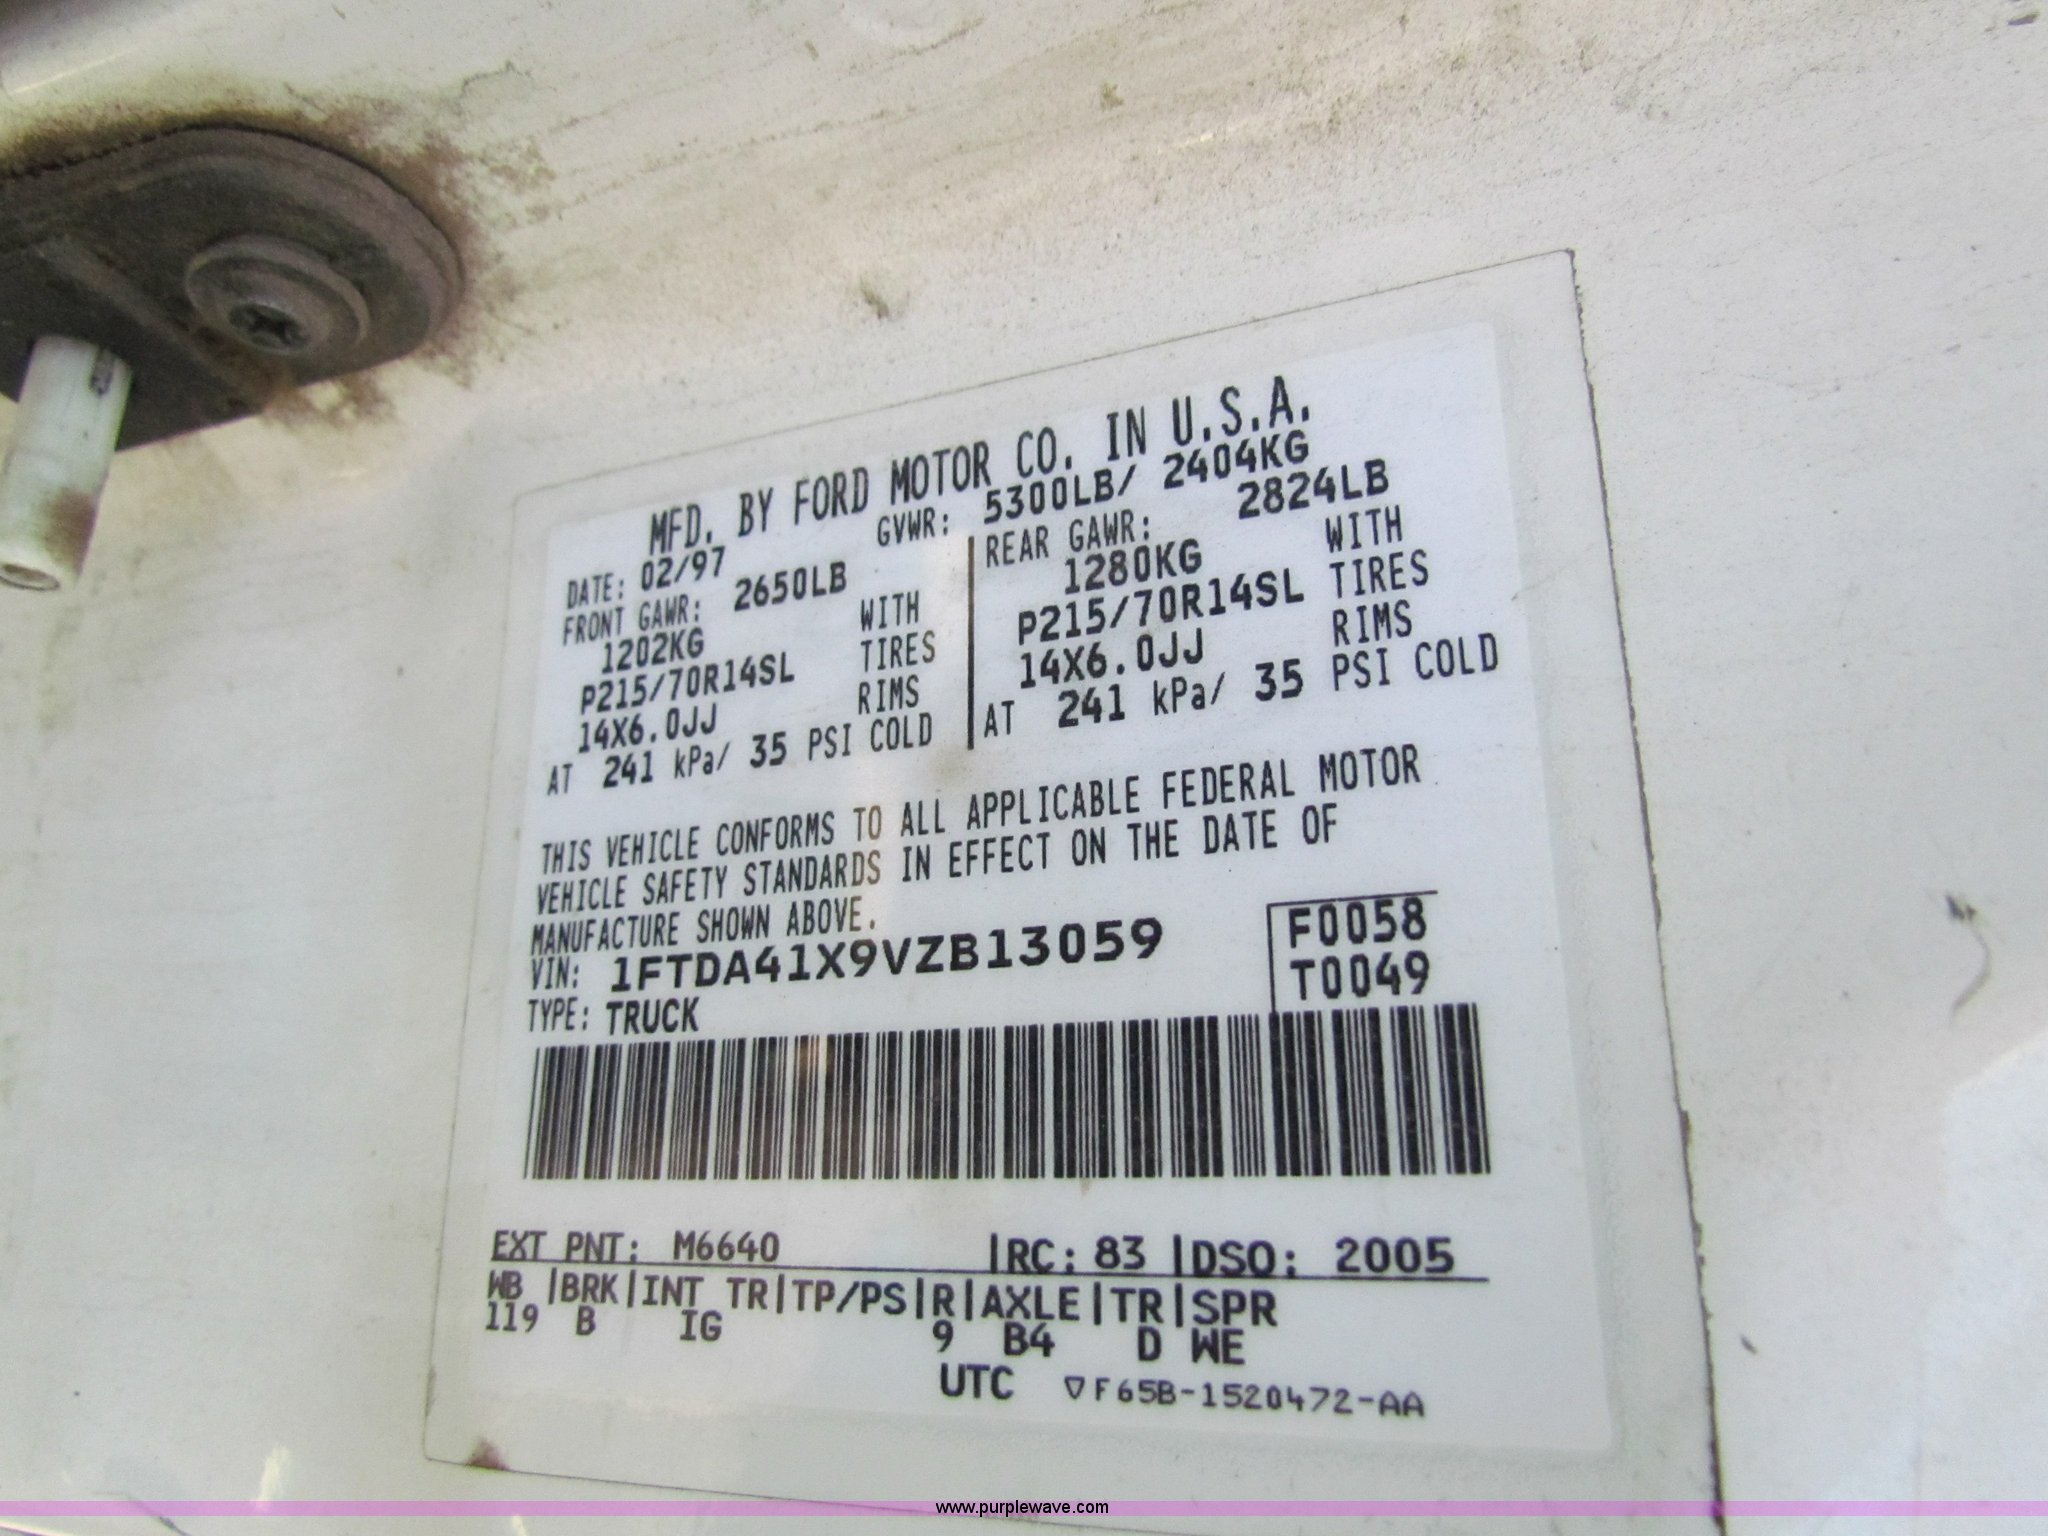 MFD. BY FORD MOTOR CO. IN U.S.A.
DATE: 02/97 GVWR: 5300LB/ 2404KG
FRONT GAWR: 2650LB REAR GAWR: 2824LB
1202KG WITH 1280KG WITH
P215/70R14SL TIRES P215/70R14SL TIRES
14X6.0JJ RIMS 14X6.0JJ RIMS
AT 241 kPa/ 35 PSI COLD AT 241 kPa/ 35 PSI COLD
THIS VEHICLE CONFORMS TO ALL APPLICABLE FEDERAL MOTOR
VEHICLE SAFETY STANDARDS IN EFFECT ON THE DATE OF
MANUFACTURE SHOWN ABOVE.
VIN: 1FTDA41X9VZB13059 F0058
TYPE: TRUCK T0049
EXT PNT: M6640 |RC: 83 |DSO: 2005
WB |BRK|INT TR|TP/PS|R|AXLE|TR|SPR
119 B IG 9 B4 D WE
UTC ▽F65B-1520472-AA
www.purplewave.com